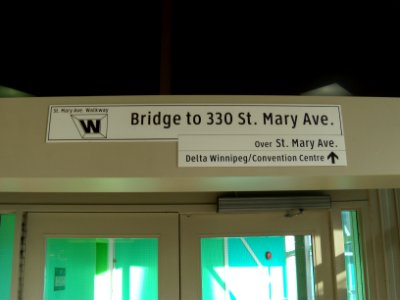 St. Mary Ave. Walkway
W
Bridge to 330 St. Mary Ave.
Over St. Mary Ave.
Delta Winnipeg/Convention Centre